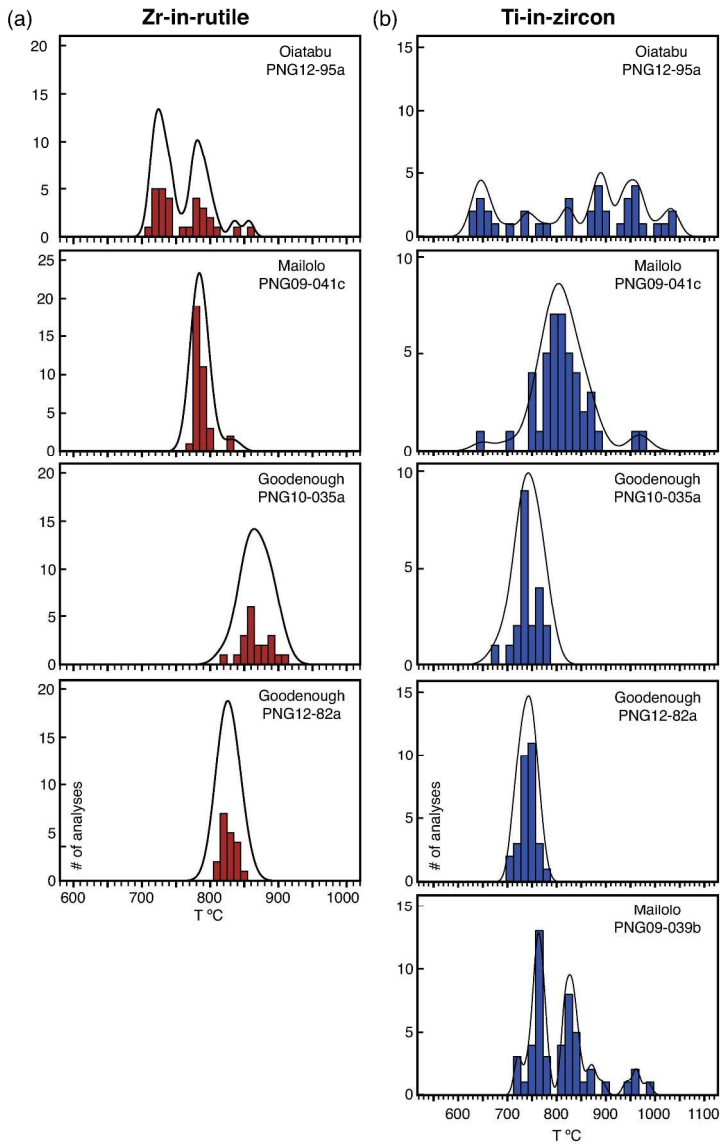 (a) Zr-in-rutile
(b) Ti-in-zircon
Oiatabu
PNG12-95a
20
15
10
5
0
Oiatabu
PNG12-95a
15
10
5
0
Mailolo
PNG09-041c
25
20
15
10
5
0
Mailolo
PNG09-041c
10
5
0
Goodenough
PNG10-035a
20
15
10
5
0
Goodenough
PNG10-035a
10
5
0
Goodenough
PNG12-82a
20
15
10
5
0
# of analyses
600 700 800 900 1000
T ºC
Goodenough
PNG12-82a
15
10
5
0
# of analyses
Mailolo
PNG09-039b
15
10
5
0
600 700 800 900 1000 1100
T ºC